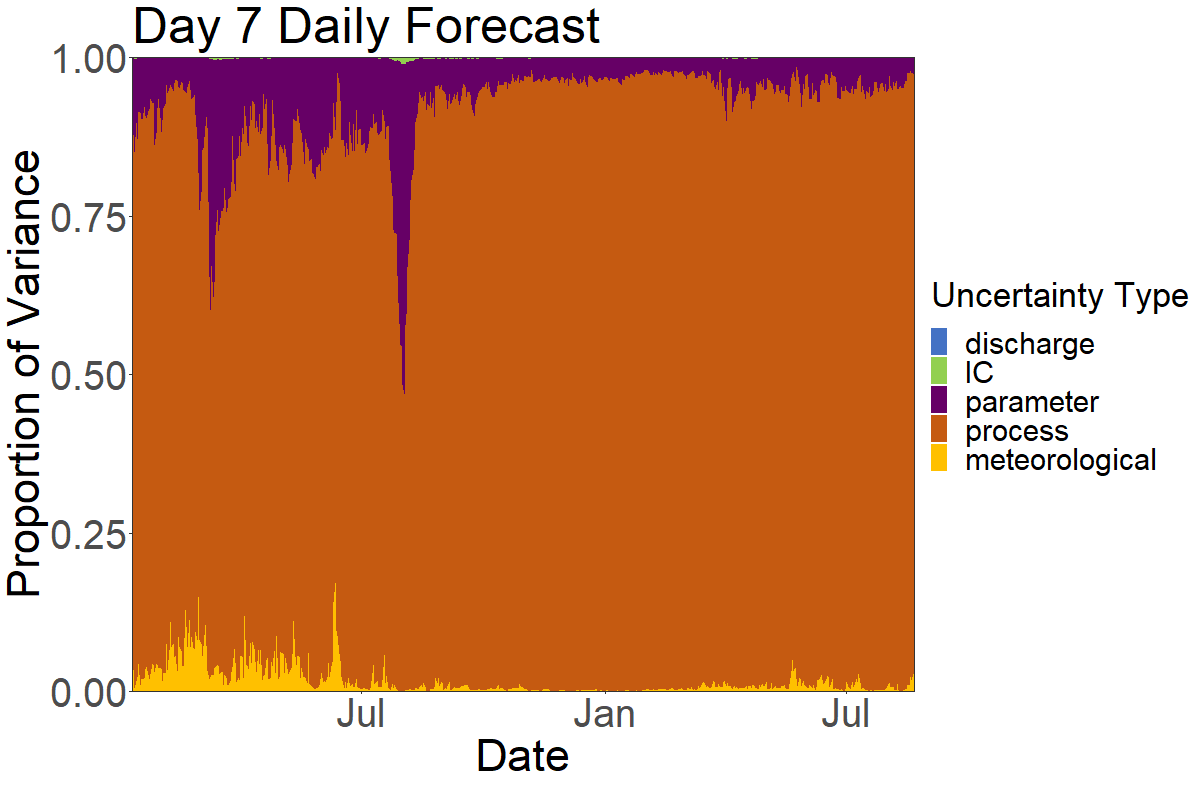 Day 7 Daily Forecast
Proportion of Variance
1.00
0.75
0.50
0.25
0.00
Jul
Jan
Jul
Date
Uncertainty Type
discharge
IC
parameter
process
meteorological